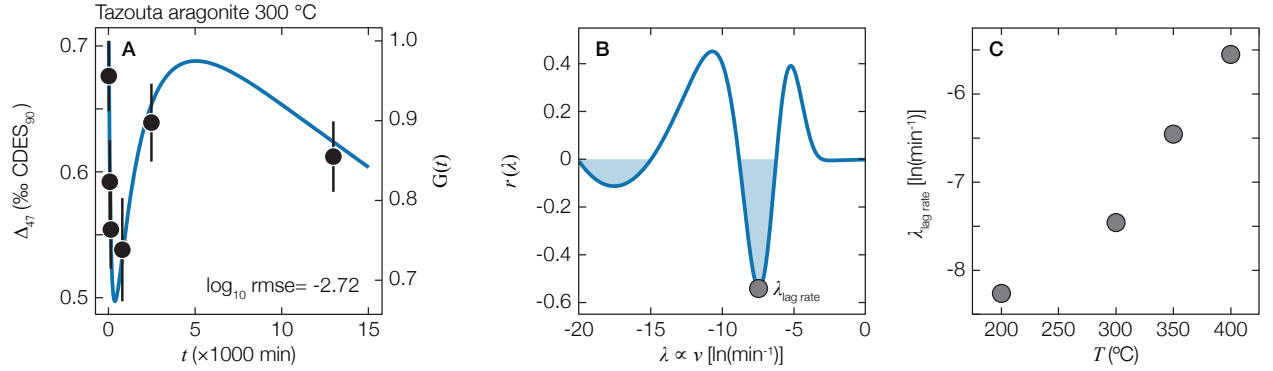 Tazouta aragonite 300 °C
A
0.7
0.6
0.5
Δ47 (‰ CDES90)
1.0
0.9
0.8
0.7
G(t)
log10 rmse= -2.72
0
5
10
15
t (×1000 min)
B
0.4
0.2
0
-0.2
-0.4
-0.6
r (λ)
λlag rate
-20
-15
-10
-5
0
λ ∝ ν [ln(min-1)]
C
-6
-7
-8
λlag rate [ln(min-1)]
200
250
300
350
400
T (°C)